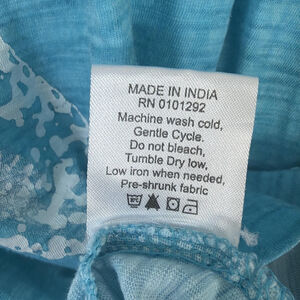 MADE IN INDIA
RN 0101292
Machine wash cold,
Gentle Cycle.
Do not bleach,
Tumble Dry low,
Low iron when needed,
Pre-shrunk fabric